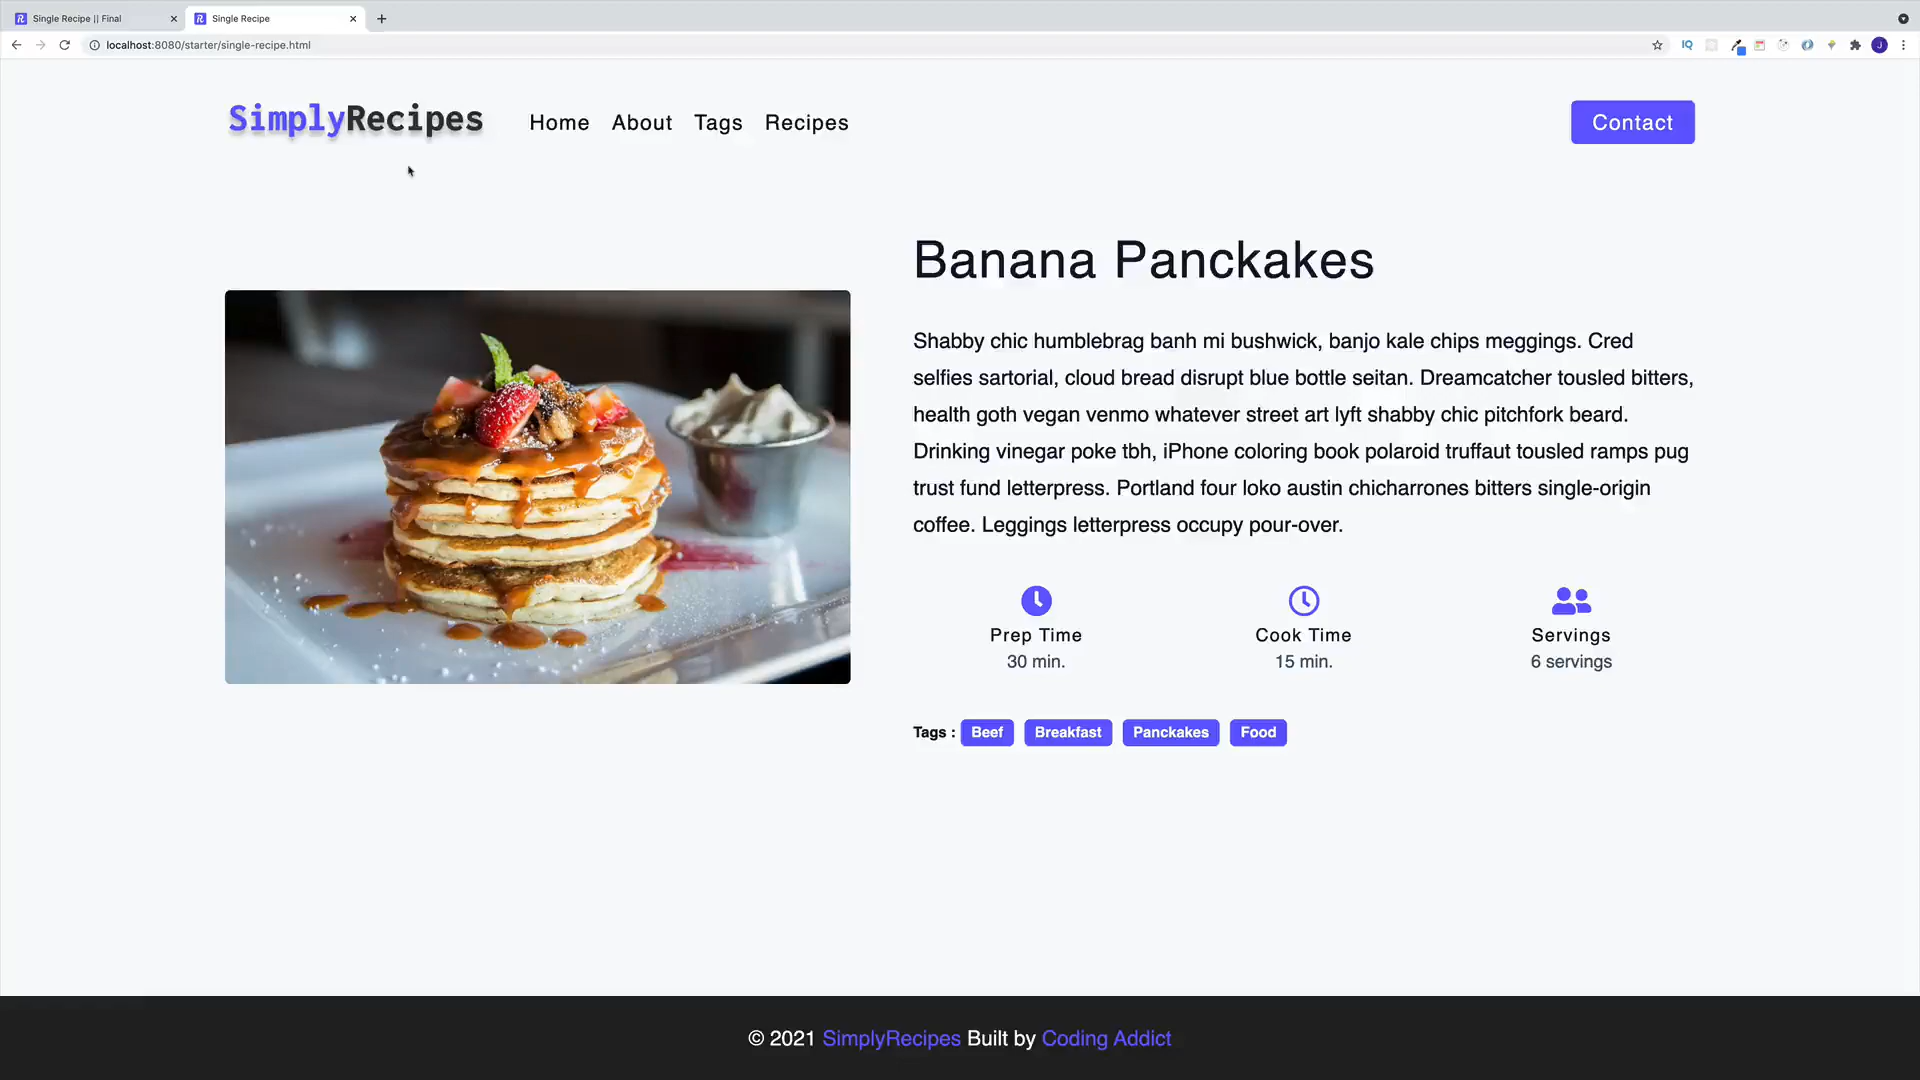 Single Recipe || Final
Single Recipe
localhost:8080/starter/single-recipe.html
IQ
J
SimplyRecipes
Home About Tags Recipes
Contact
Banana Panckakes
Shabby chic humblebrag banh mi bushwick, banjo kale chips meggings. Cred
selfies sartorial, cloud bread disrupt blue bottle seitan. Dreamcatcher tousled bitters,
health goth vegan venmo whatever street art lyft shabby chic pitchfork beard.
Drinking vinegar poke tbh, iPhone coloring book polaroid truffaut tousled ramps pug
trust fund letterpress. Portland four loko austin chicharrones bitters single-origin
coffee. Leggings letterpress occupy pour-over.
Prep Time
30 min.
Cook Time
15 min.
Servings
6 servings
Tags : Beef Breakfast Panckakes Food
© 2021 SimplyRecipes Built by Coding Addict